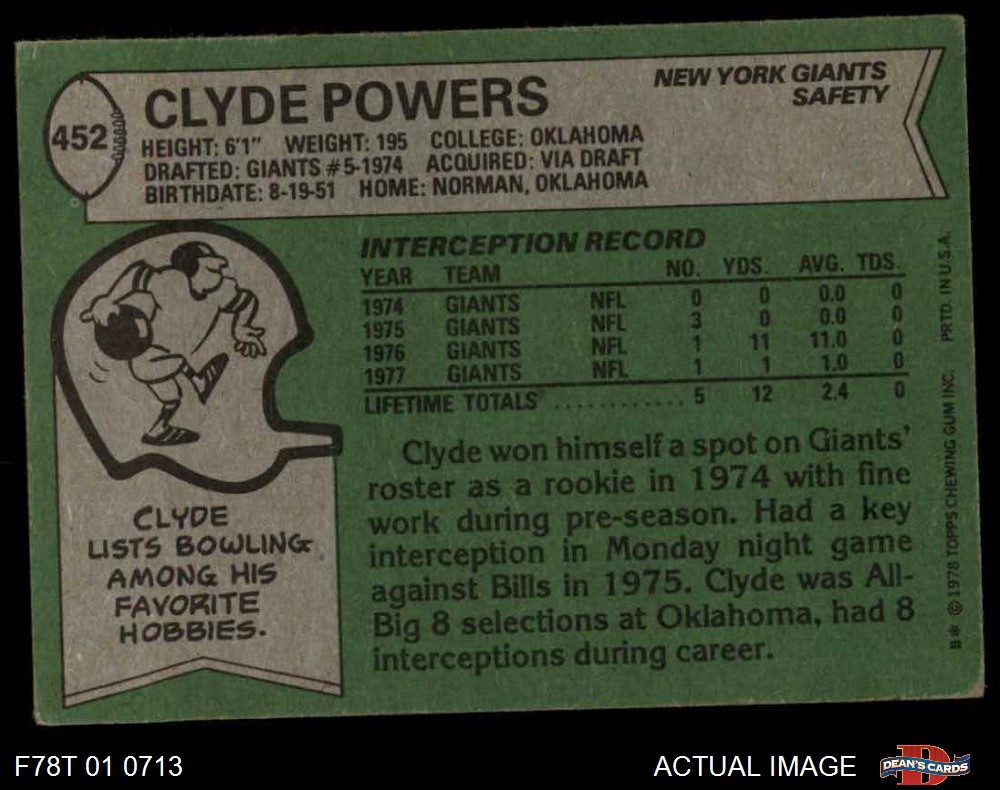 452
CLYDE POWERS
NEW YORK GIANTS
SAFETY
HEIGHT: 6'1" WEIGHT: 195 COLLEGE: OKLAHOMA
DRAFTED: GIANTS #5-1974 ACQUIRED: VIA DRAFT
BIRTHDATE: 8-19-51 HOME: NORMAN, OKLAHOMA
INTERCEPTION RECORD
YEAR TEAM NO. YDS. AVG. TDS.
1974 GIANTS NFL 0 0 0.0 0
1975 GIANTS NFL 3 0 0.0 0
1976 GIANTS NFL 1 11 11.0 0
1977 GIANTS NFL 1 1 1.0 0
LIFETIME TOTALS ............ 5 12 2.4 0
Clyde won himself a spot on Giants'
roster as a rookie in 1974 with fine
work during pre-season. Had a key
interception in Monday night game
against Bills in 1975. Clyde was All-
Big 8 selections at Oklahoma, had 8
interceptions during career.
CLYDE
LISTS BOWLING
AMONG HIS
FAVORITE
HOBBIES.
B** © 1978 TOPPS CHEWING GUM INC. PRTD. IN U.S.A.
F78T 01 0713
ACTUAL IMAGE
DEAN'S CARDS